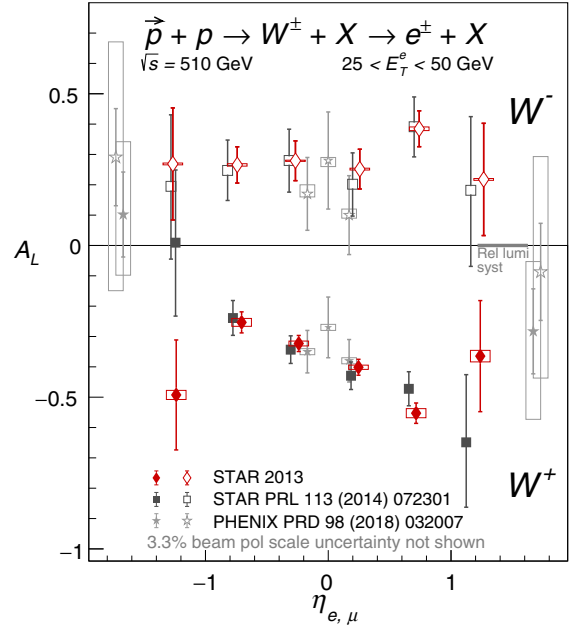 p⃗ + p → W± + X → e± + X
√s = 510 GeV 25 < E_T^e < 50 GeV
W-
0.5
A_L
0
Rel lumi
syst
−0.5
STAR 2013
W+
STAR PRL 113 (2014) 072301
PHENIX PRD 98 (2018) 032007
3.3% beam pol scale uncertainty not shown
−1
−1 0 1
η_e, μ